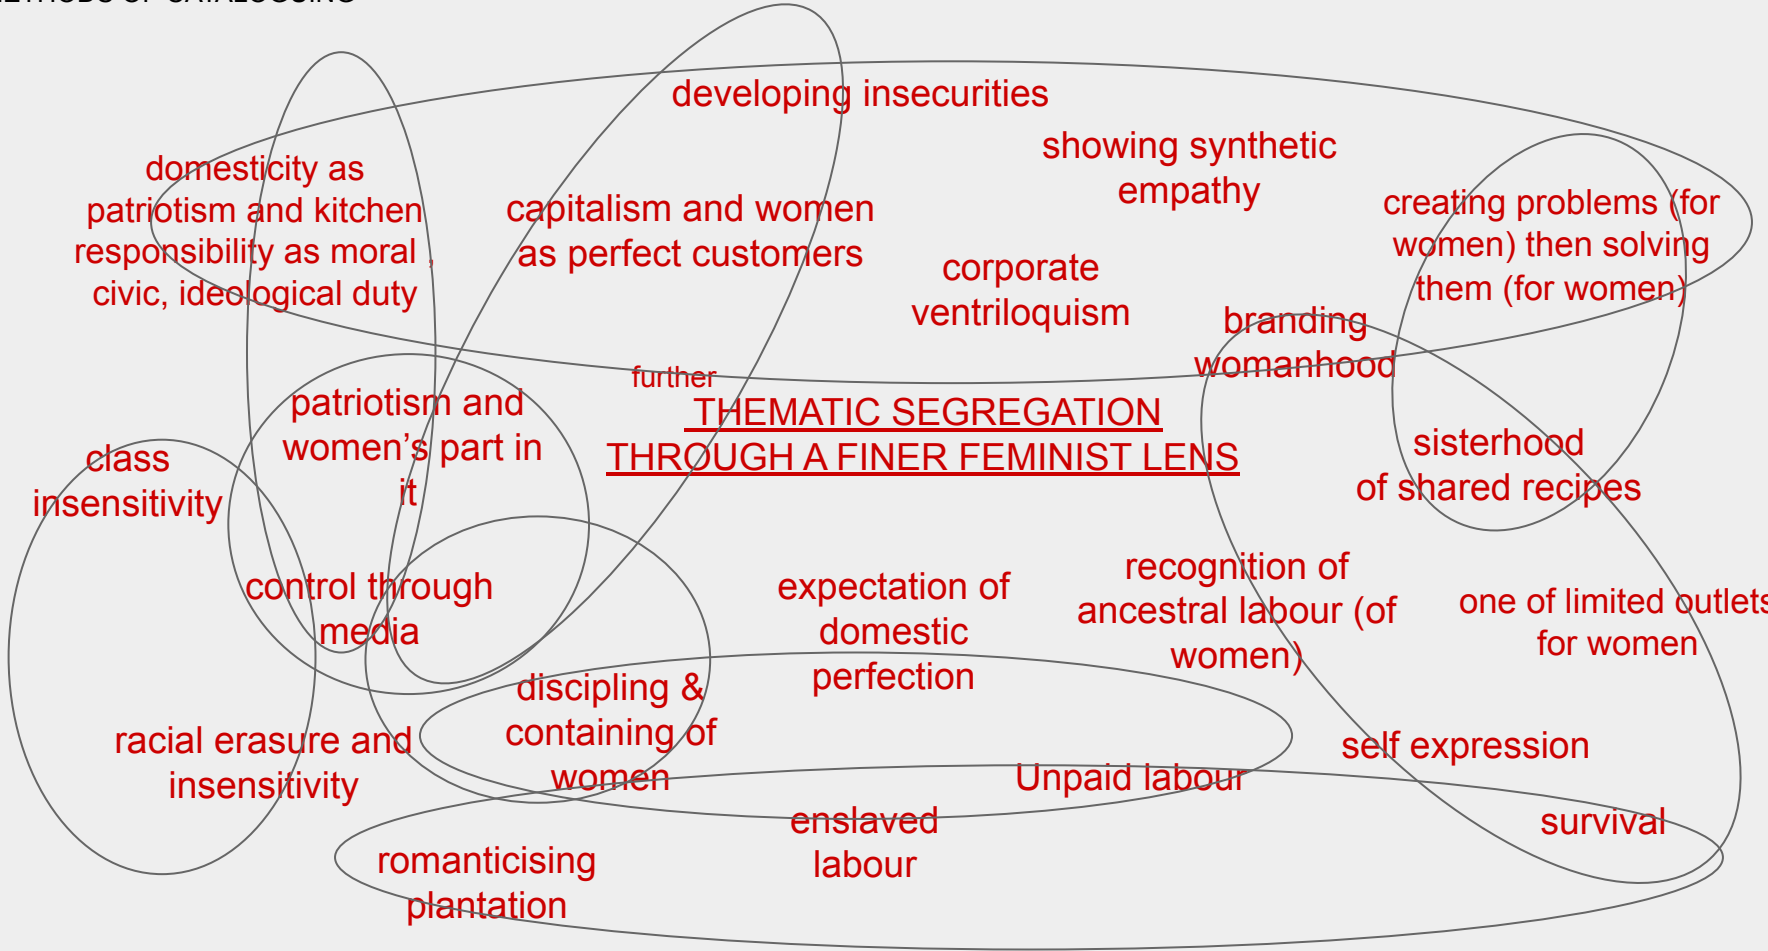 METHODS OF CATALOGUING
developing insecurities
showing synthetic
empathy
domesticity as
patriotism and kitchen
responsibility as moral ,
civic, ideological duty
capitalism and women
as perfect customers
creating problems (for
women) then solving
them (for women)
corporate
ventriloquism
branding
womanhood
further
THEMATIC SEGREGATION
THROUGH A FINER FEMINIST LENS
patriotism and
women’s part in
it
class
insensitivity
sisterhood
of shared recipes
control through
media
expectation of
domestic
perfection
recognition of
ancestral labour (of
women)
one of limited outlets
for women
discipling &
containing of
women
racial erasure and
insensitivity
Unpaid labour
self expression
enslaved
labour
survival
romanticising
plantation